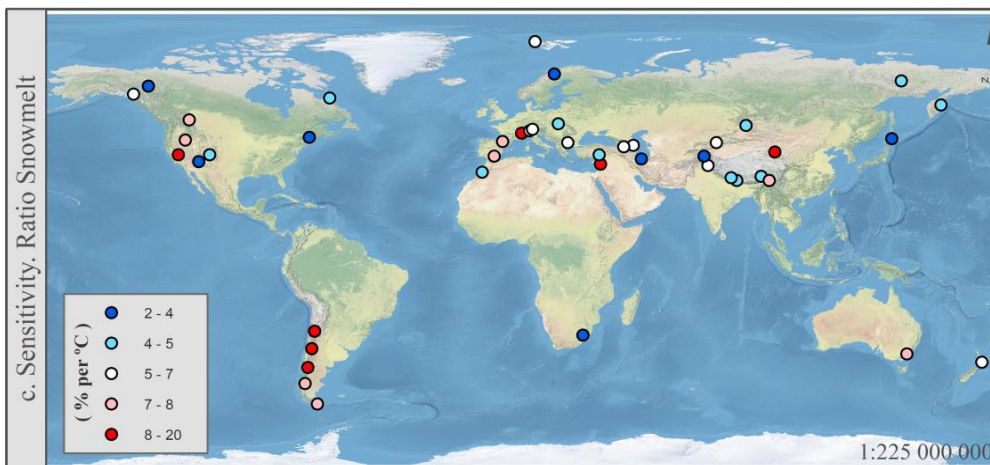 c. Sensitivity. Ratio Snowmelt
( % per °C )
2 - 4
4 - 5
5 - 7
7 - 8
8 - 20
1:225 000 000